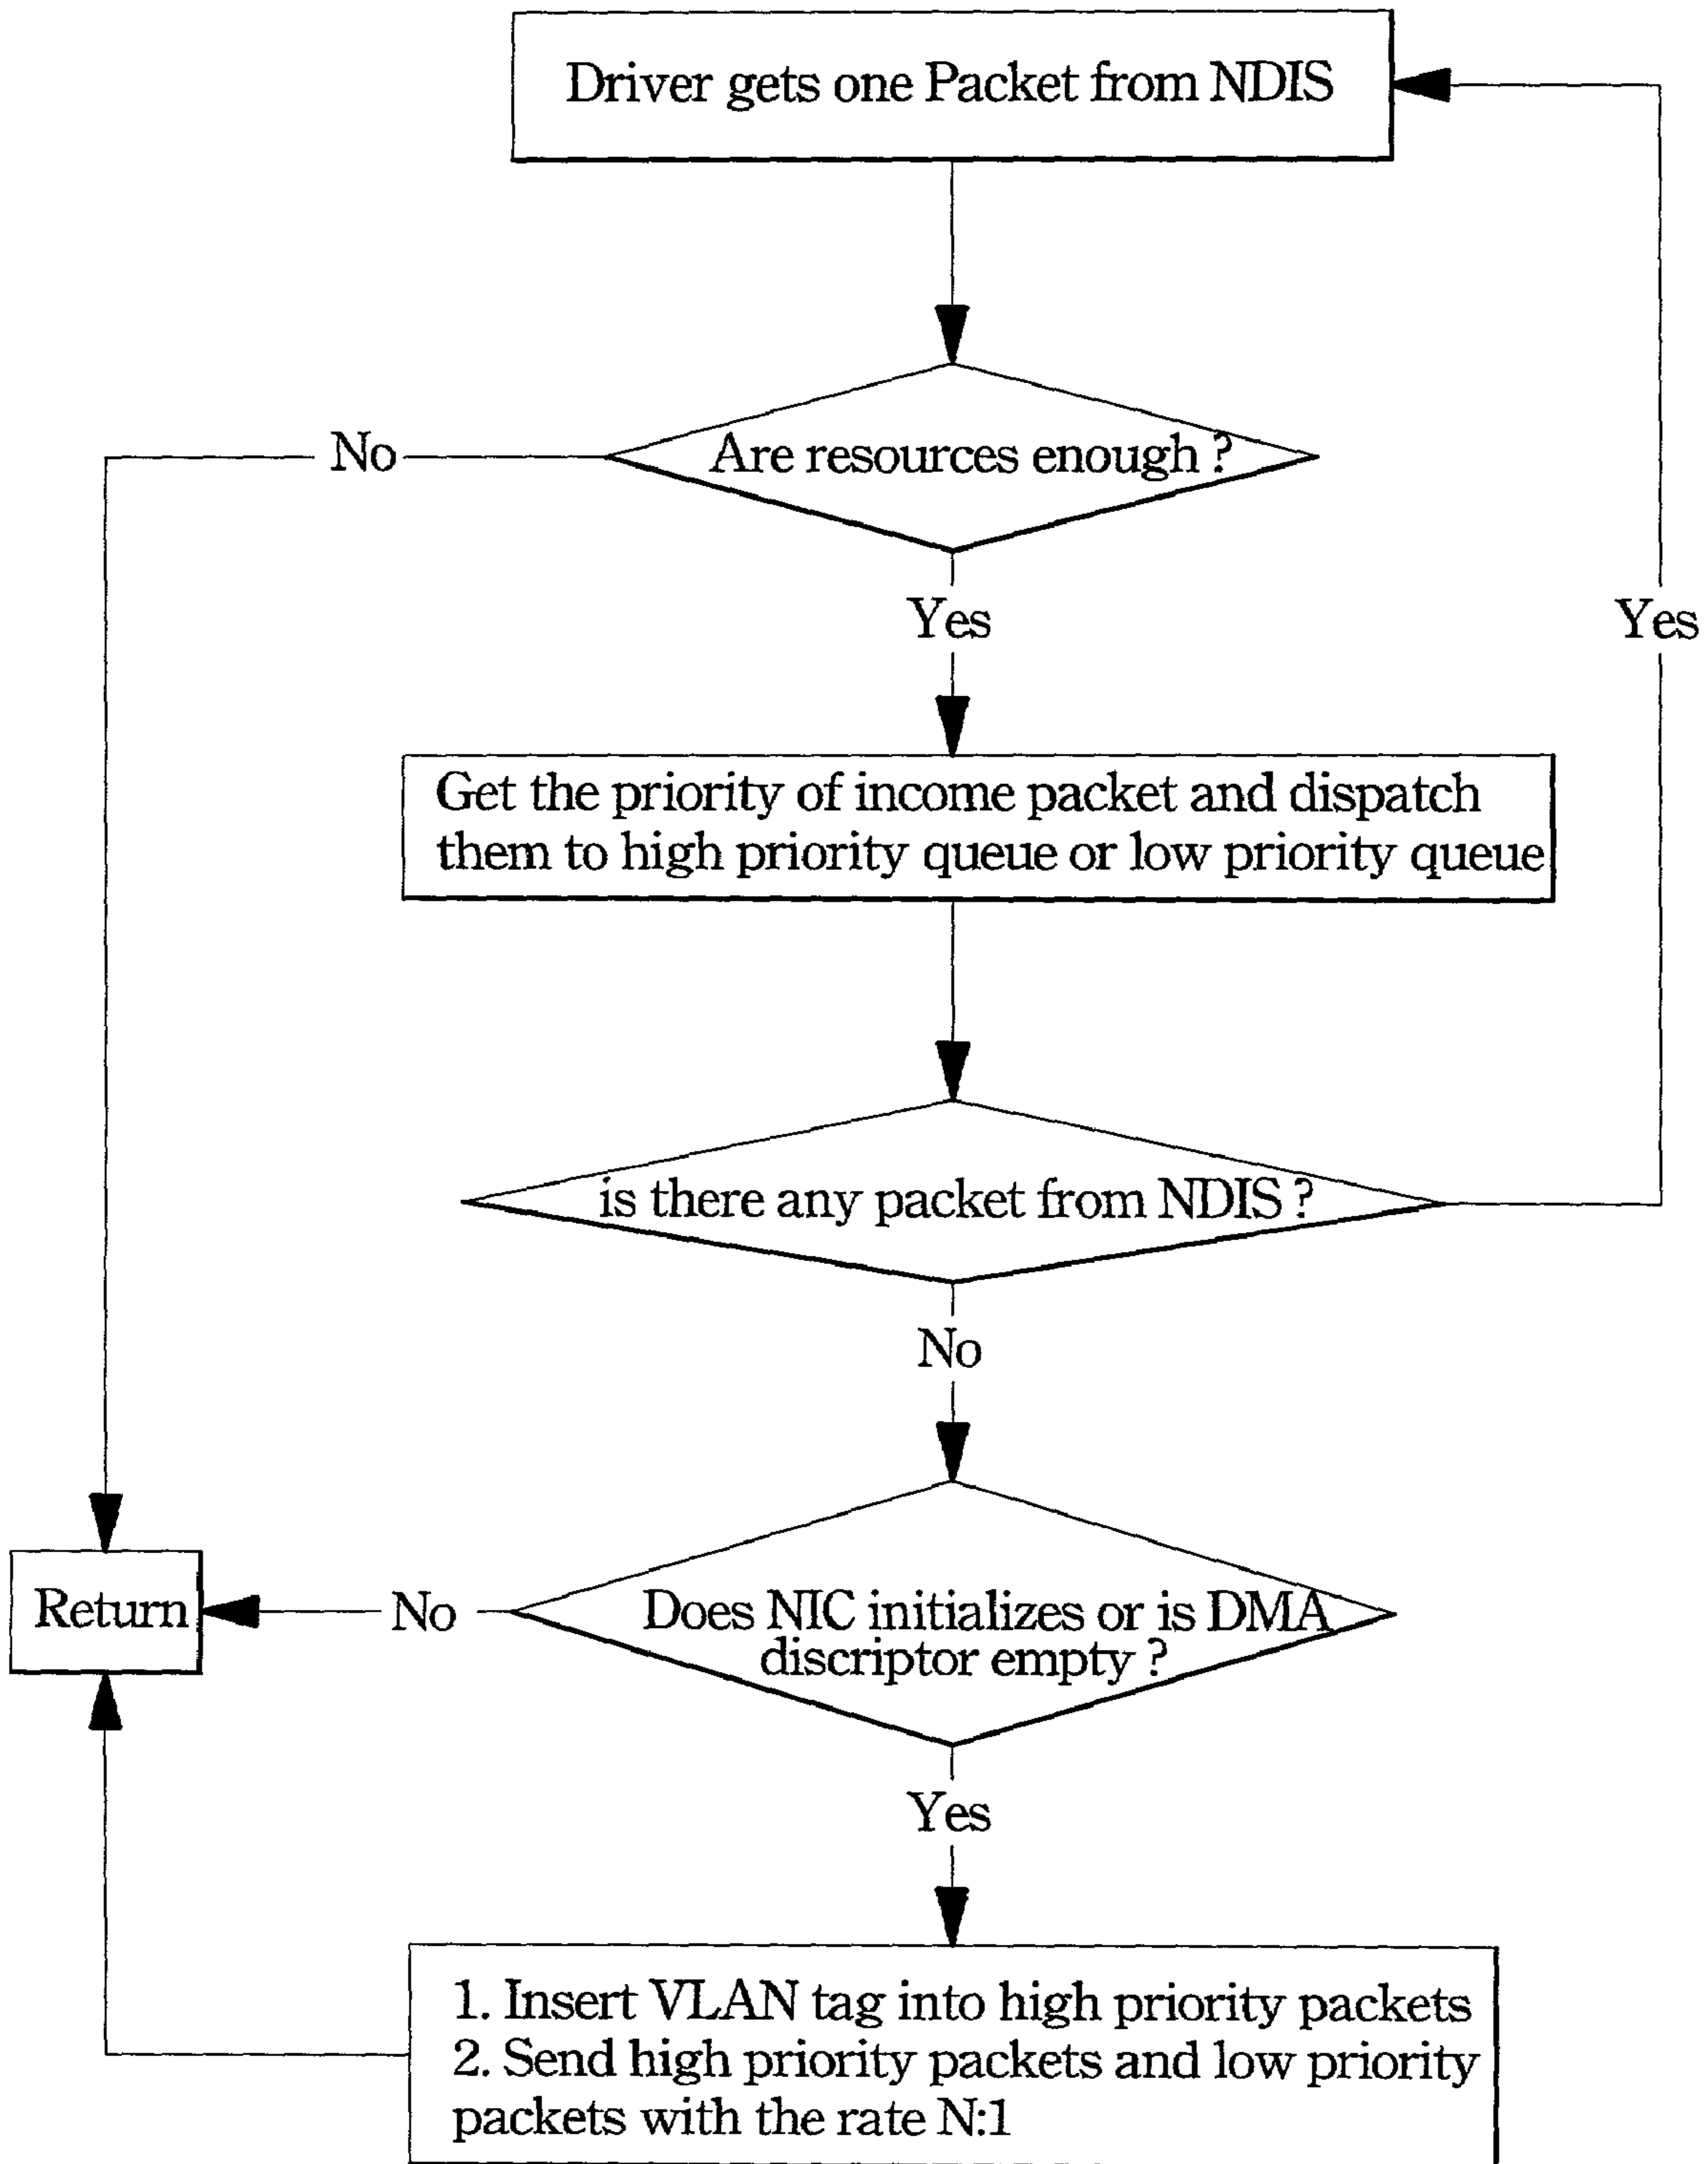 Driver gets one Packet from NDIS
No
Are resources enough ?
Yes
Yes
Get the priority of income packet and dispatch
them to high priority queue or low priority queue
is there any packet from NDIS ?
No
Return
No
Does NIC initializes or is DMA
discriptor empty ?
Yes
1. Insert VLAN tag into high priority packets
2. Send high priority packets and low priority
packets with the rate N:1